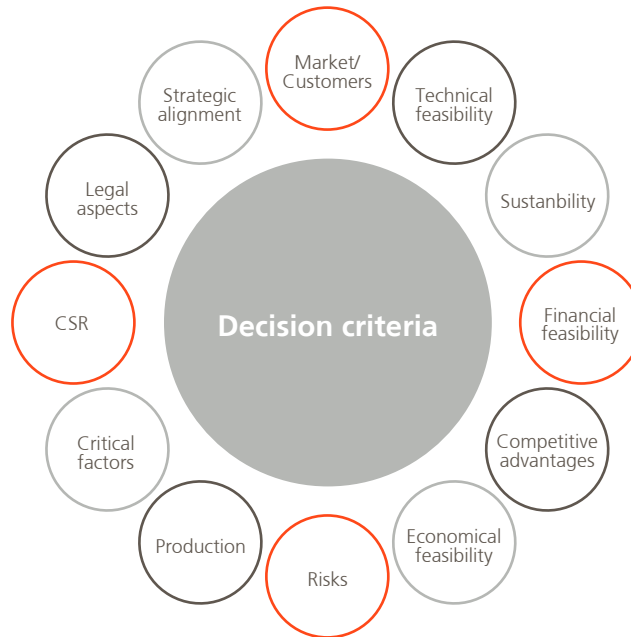 Market/
Customers
Technical
feasibility
Sustanbility
Financial
feasibility
Competitive
advantages
Economical
feasibility
Risks
Production
Critical
factors
CSR
Legal
aspects
Strategic
alignment
Decision criteria